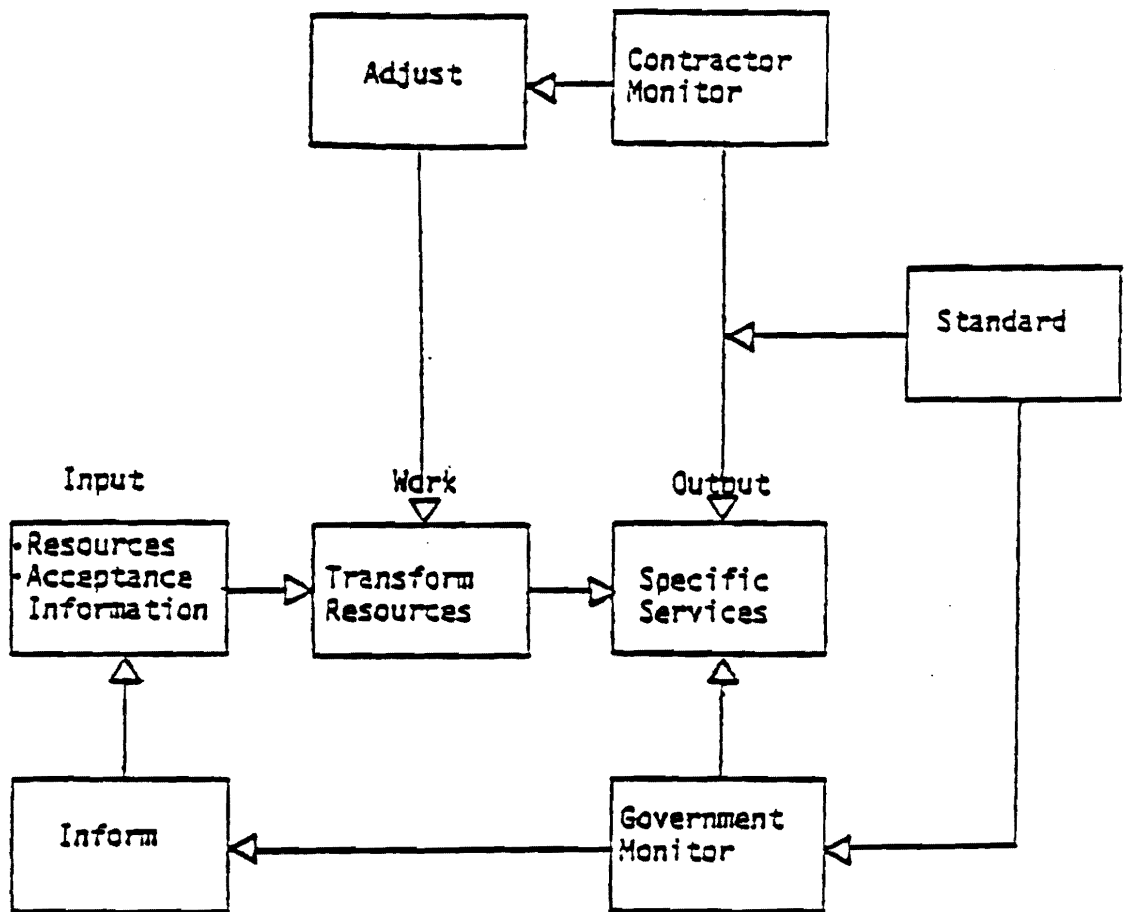 Adjust
Contractor
Monitor
Standard
Input
Work
Output
-Resources
-Acceptance
Information
Transform
Resources
Specific
Services
Inform
Government
Monitor